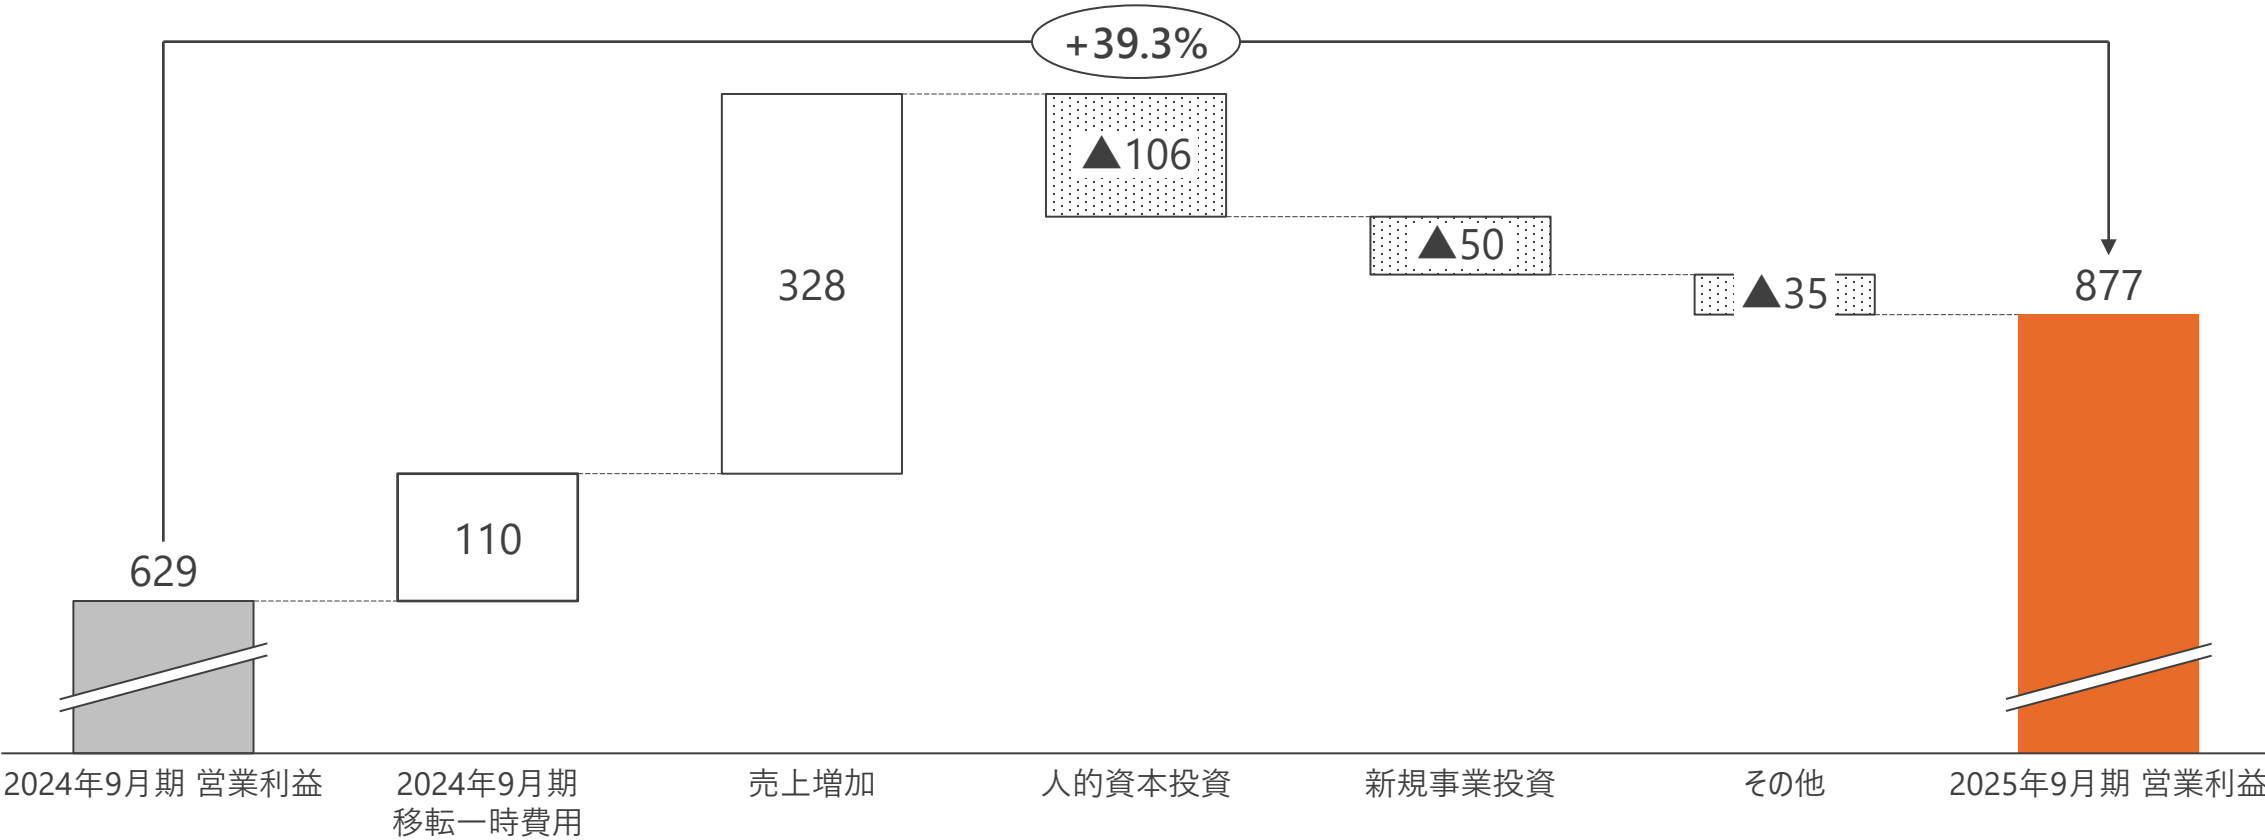 +39.3%
▲106
▲50
328
▲35
877
110
629
2024年9月期 営業利益
2024年9月期
移転一時費用
売上増加
人的資本投資
新規事業投資
その他
2025年9月期 営業利益